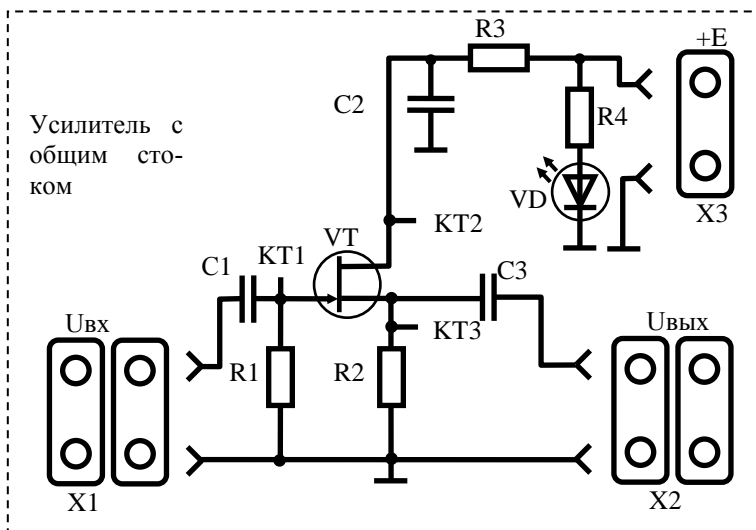 R3
+E
C2
Усилитель с
общим сто-
ком
R4
VD
X3
KT2
VT
C1
KT1
C3
Uвх
KT3
Uвых
R1
R2
X1
X2